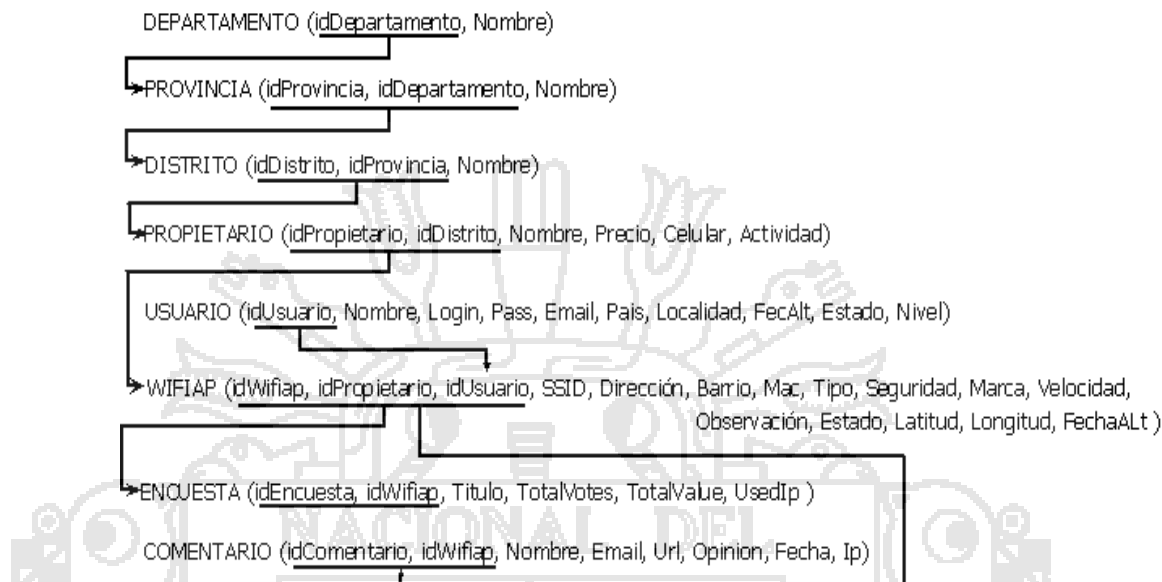 DEPARTAMENTO (idDepartamento, Nombre)
PROVINCIA (idProvincia, idDepartamento, Nombre)
DISTRITO (idDistrito, idProvincia, Nombre)
PROPIETARIO (idPropietario, idDistrito, Nombre, Precio, Celular, Actividad)
USUARIO (idUsuario, Nombre, Login, Pass, Email, Pais, Localidad, FecAlt, Estado, Nivel)
WIFIAP (idWifiap, idPropietario, idUsuario, SSID, Dirección, Barrio, Mac, Tipo, Seguridad, Marca, Velocidad,
Observación, Estado, Latitud, Longitud, FechaALt )
ENCUESTA (idEncuesta, idWifiap, Titulo, TotalVotes, TotalValue, UsedIp )
NACIONAL DEL
COMENTARIO (idComentario, idWifiap, Nombre, Email, Url, Opinion, Fecha, Ip)